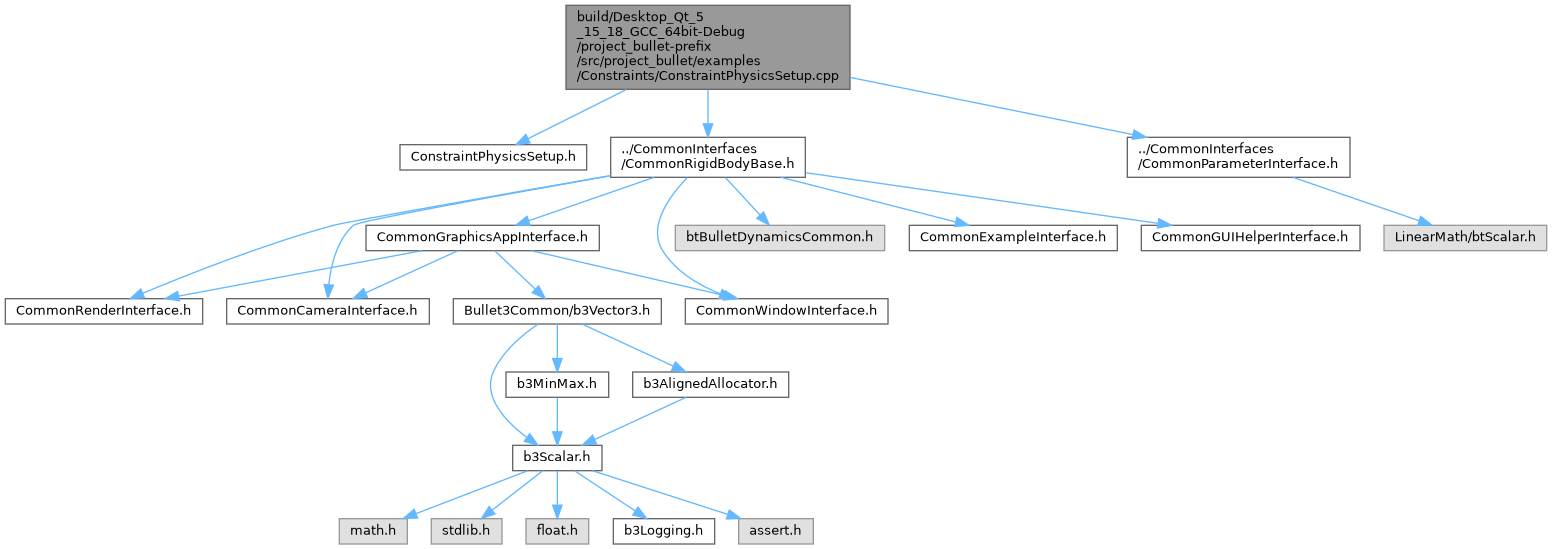 build/Desktop_Qt_5
_15_18_GCC_64bit-Debug
/project_bullet-prefix
/src/project_bullet/examples
/Constraints/ConstraintPhysicsSetup.cpp
ConstraintPhysicsSetup.h
../CommonInterfaces
/CommonRigidBodyBase.h
../CommonInterfaces
/CommonParameterInterface.h
CommonGraphicsAppInterface.h
btBulletDynamicsCommon.h
CommonExampleInterface.h
CommonGUIHelperInterface.h
LinearMath/btScalar.h
CommonRenderInterface.h
CommonCameraInterface.h
Bullet3Common/b3Vector3.h
CommonWindowInterface.h
b3MinMax.h
b3AlignedAllocator.h
b3Scalar.h
math.h
stdlib.h
float.h
b3Logging.h
assert.h